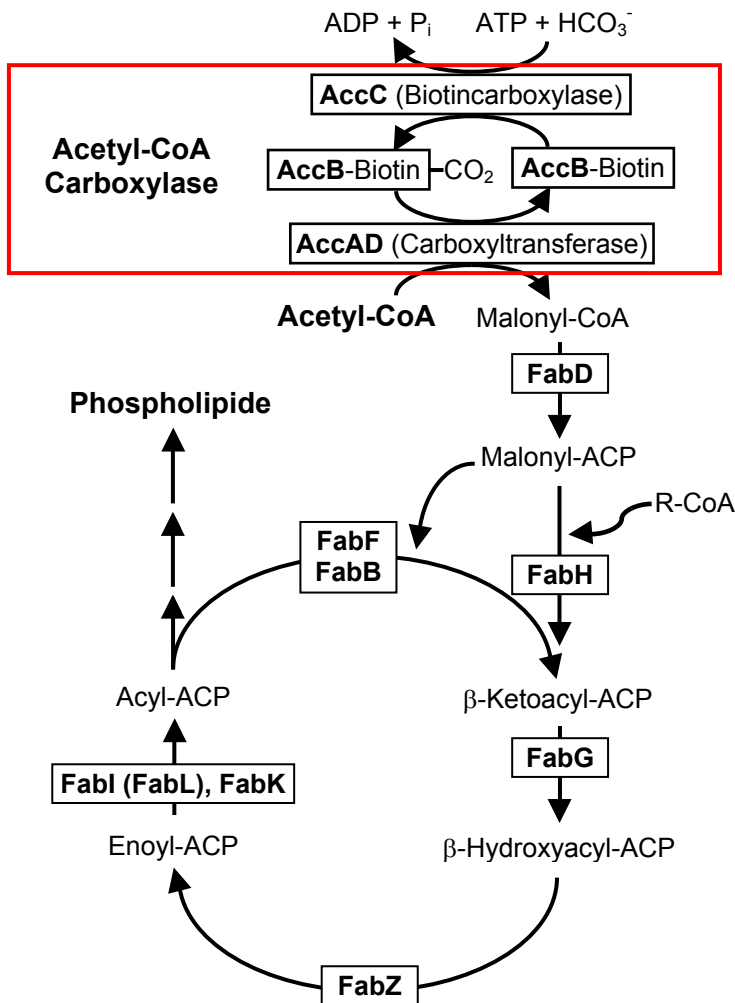 ADP + Pi ATP + HCO3-
AccC (Biotincarboxylase)
Acetyl-CoA
Carboxylase
AccB-Biotin CO2 AccB-Biotin
AccAD (Carboxyltransferase)
Acetyl-CoA Malonyl-CoA
FabD
Phospholipide
Malonyl-ACP
R-CoA
FabF
FabB
FabH
Acyl-ACP β-Ketoacyl-ACP
FabG
FabI (FabL), FabK
Enoyl-ACP β-Hydroxyacyl-ACP
FabZ